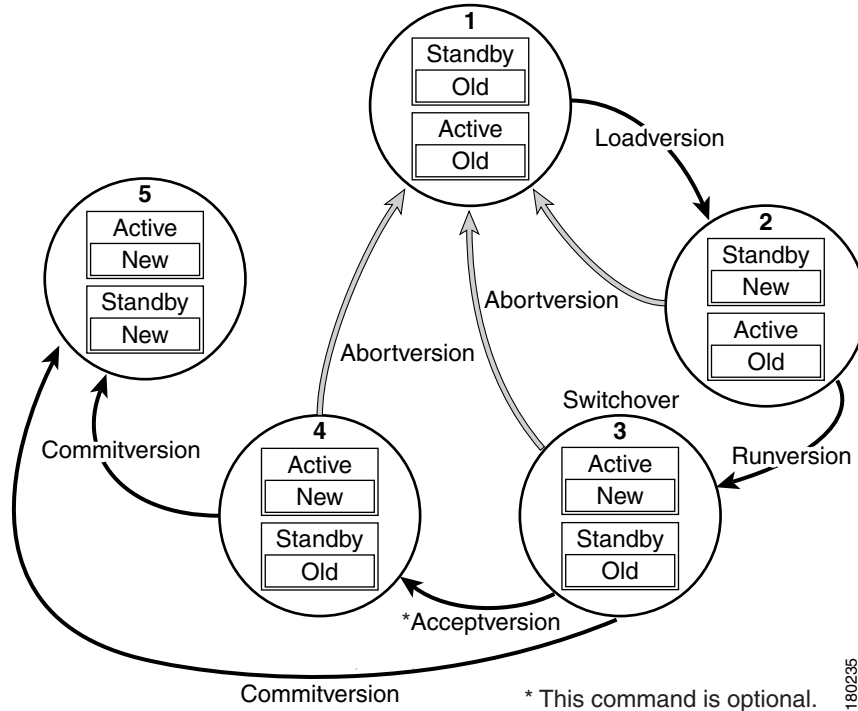 1
Standby
Old
Active
Old
Loadversion
5
Active
New
Standby
New
2
Standby
New
Active
Old
Abortversion
Abortversion
Switchover
Commitversion
4
Active
New
Standby
Old
3
Active
New
Standby
Old
Runversion
*Acceptversion
Commitversion
* This command is optional.
180235